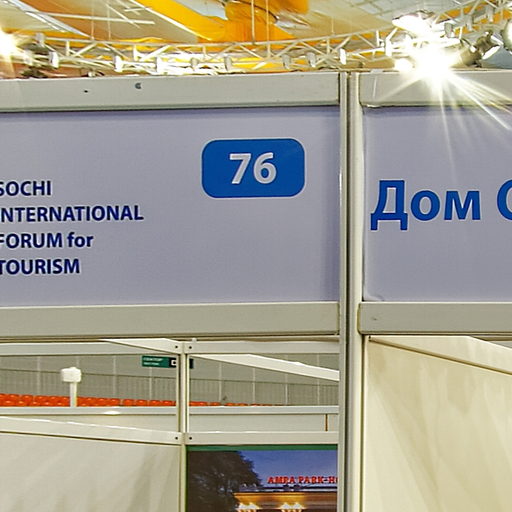 76
SOCHI
INTERNATIONAL
FORUM for
TOURISM
Дом
AMRA PARK-H